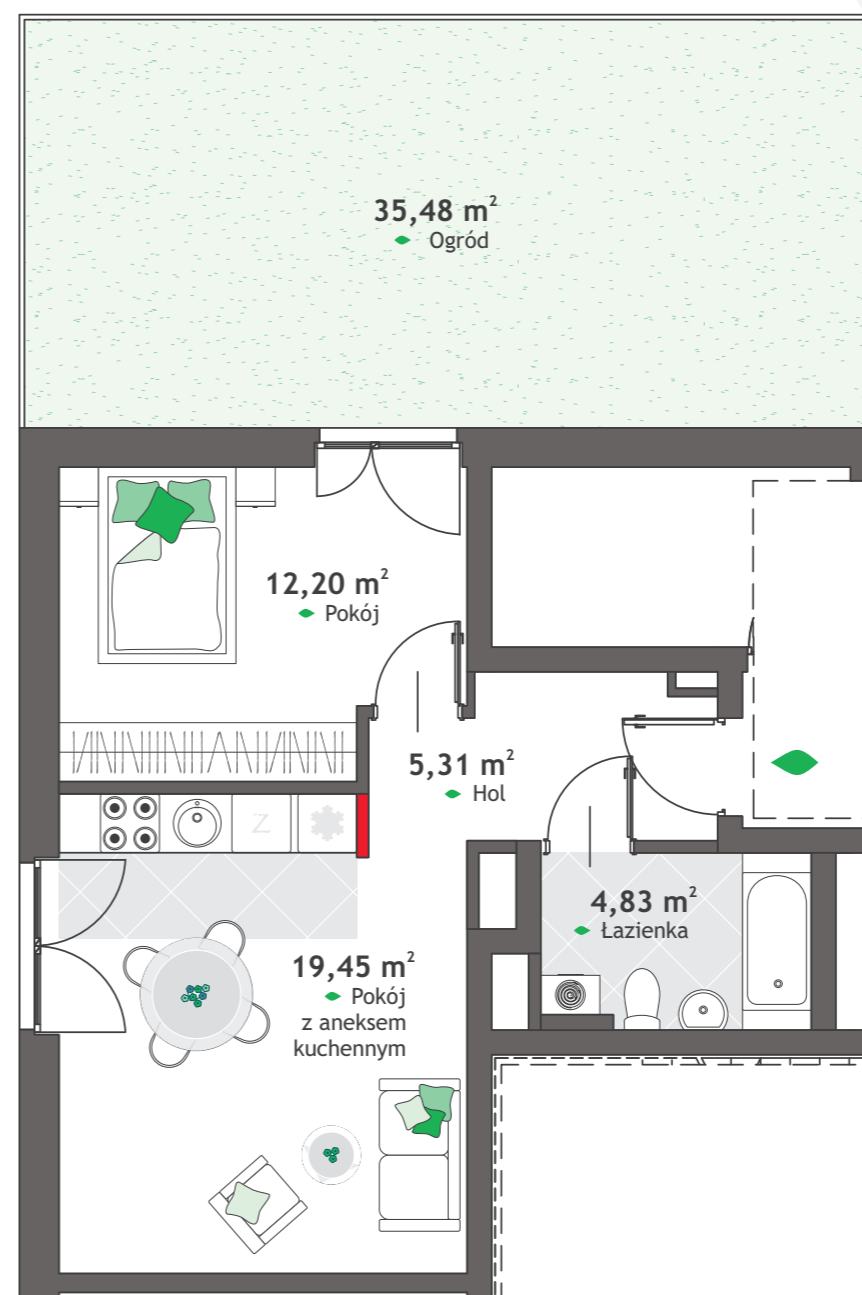 35,48 m²
Ogród
12,20 m²
Pokój
5,31 m²
Hol
Z
4,83 m²
Łazienka
19,45 m²
Pokój
z aneksem
kuchennym